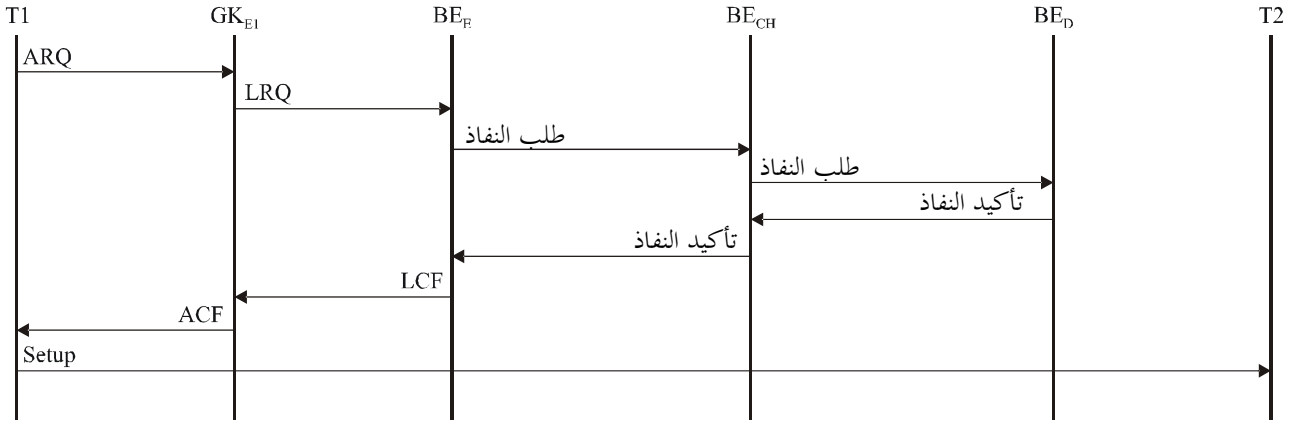 T1 GK_E1 BE_E BE_CH BE_D T2
ARQ
LRQ
طلب النفاذ
طلب النفاذ
تأكيد النفاذ
تأكيد النفاذ
LCF
ACF
Setup